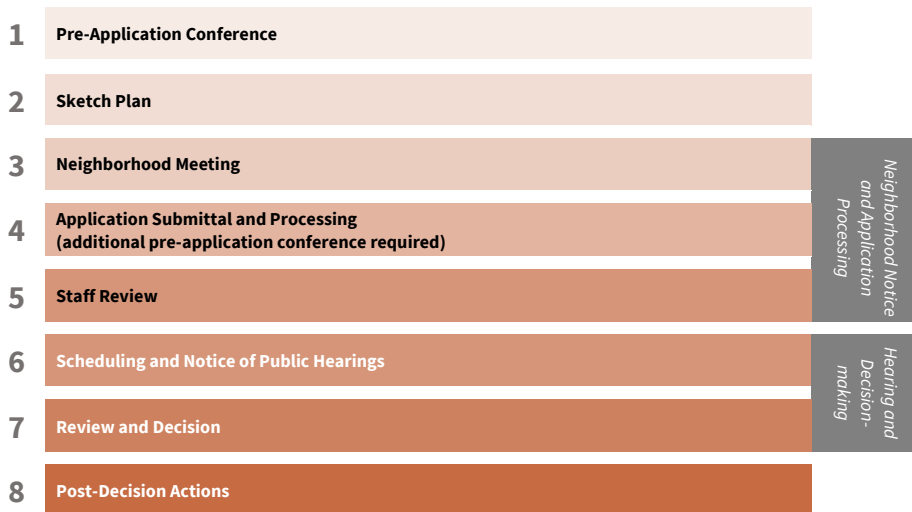 1 Pre-Application Conference
2 Sketch Plan
3 Neighborhood Meeting
4 Application Submittal and Processing
(additional pre-application conference required)
5 Staff Review
Neighborhood Notice
and Application
Processing
6 Scheduling and Notice of Public Hearings
7 Review and Decision
Hearing and
Decision-
making
8 Post-Decision Actions